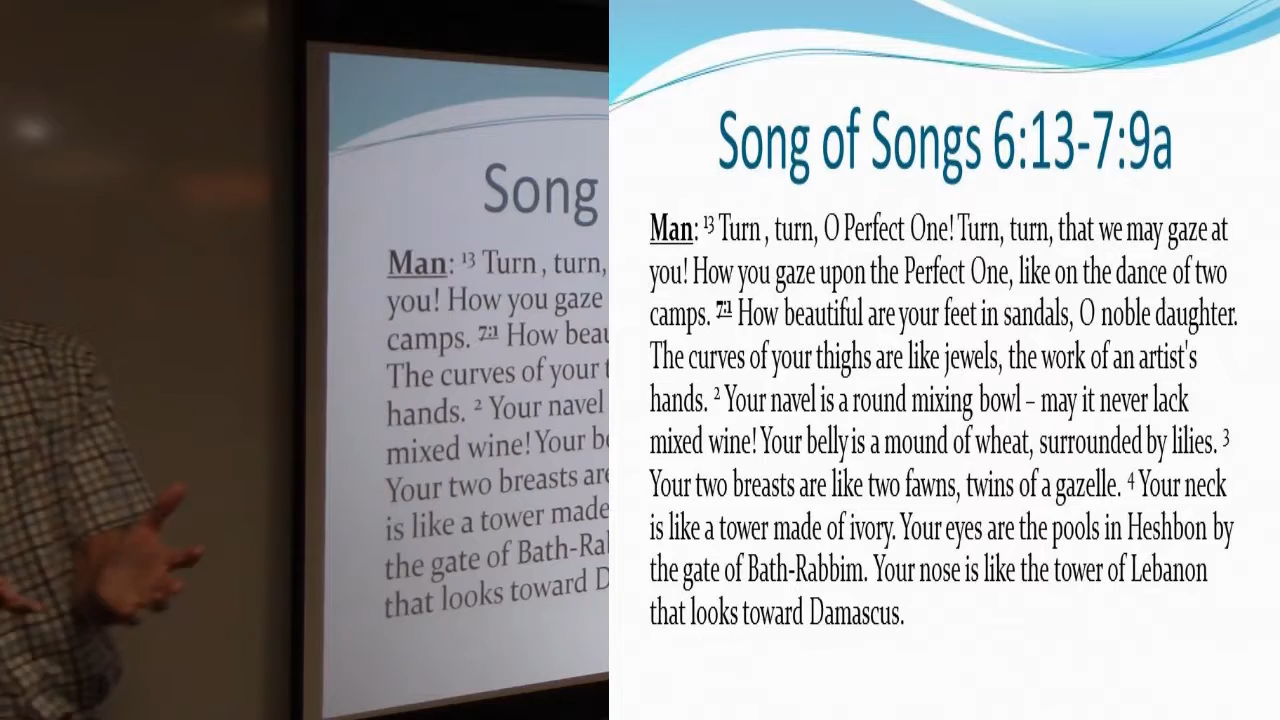 Song
Man: ¹³ Turn , turn,
you! How you gaze
camps. 7:1 How beau
The curves of your t
hands. ² Your navel
mixed wine! Your be
Your two breasts are
is like a tower made
the gate of Bath-Ral
that looks toward D
Song of Songs 6:13-7:9a
Man: ¹³ Turn , turn, O Perfect One! Turn, turn, that we may gaze at
you! How you gaze upon the Perfect One, like on the dance of two
camps. 7:1 How beautiful are your feet in sandals, O noble daughter.
The curves of your thighs are like jewels, the work of an artist's
hands. ² Your navel is a round mixing bowl – may it never lack
mixed wine! Your belly is a mound of wheat, surrounded by lilies. ³
Your two breasts are like two fawns, twins of a gazelle. ⁴ Your neck
is like a tower made of ivory. Your eyes are the pools in Heshbon by
the gate of Bath-Rabbim. Your nose is like the tower of Lebanon
that looks toward Damascus.